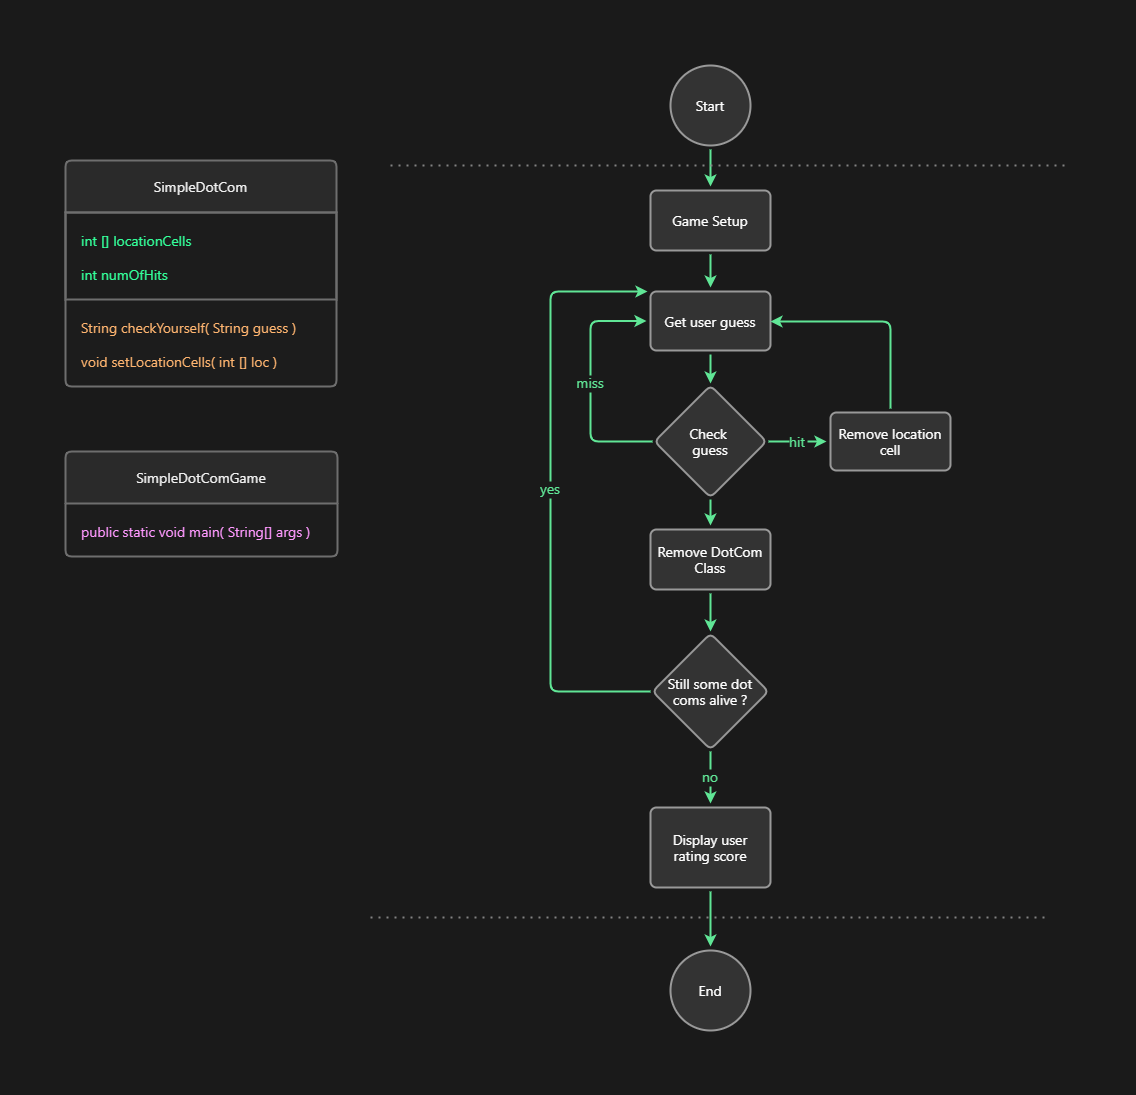 SimpleDotCom
int [] locationCells
int numOfHits
String checkYourself( String guess )
void setLocationCells( int [] loc )
SimpleDotComGame
public static void main( String[] args )
Start
Game Setup
Get user guess
miss
Check
guess
hit
Remove location
cell
yes
Remove DotCom
Class
Still some dot
coms alive ?
no
Display user
rating score
End